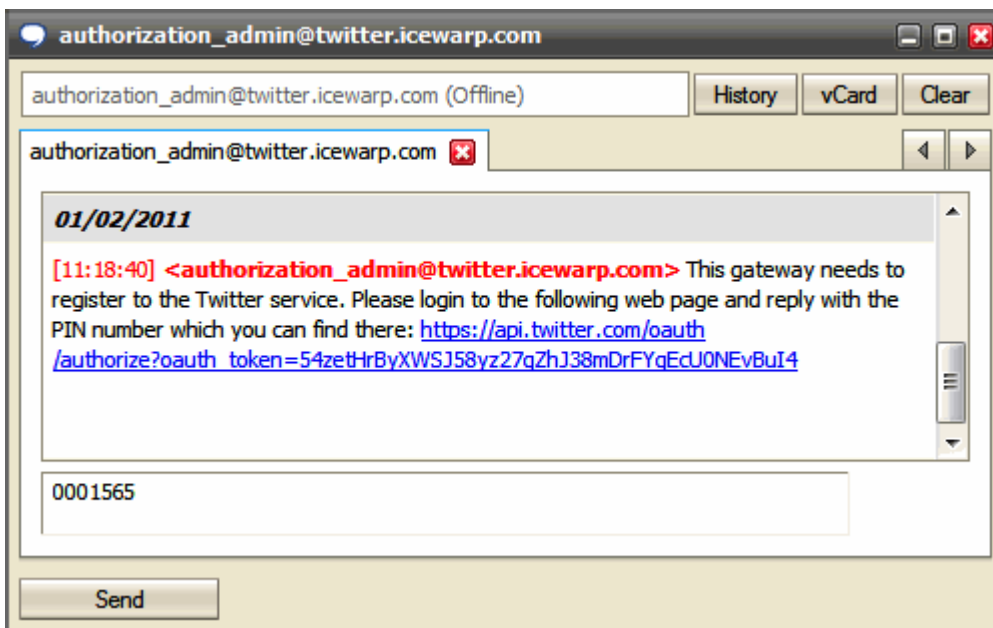 authorization_admin@twitter.icewarp.com
authorization_admin@twitter.icewarp.com (Offline)
History
vCard
Clear
authorization_admin@twitter.icewarp.com
01/02/2011
[11:18:40] <authorization_admin@twitter.icewarp.com> This gateway needs to
register to the Twitter service. Please login to the following web page and reply with the
PIN number which you can find there: https://api.twitter.com/oauth
/authorize?oauth_token=54zetHrByXWSJ58yz27qZhJ38mDrFYqEcU0NEvBuI4
0001565
Send